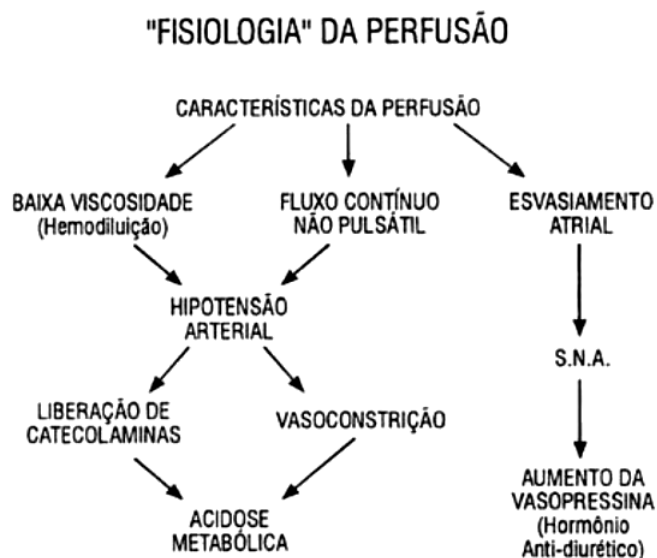 "FISIOLOGIA" DA PERFUSÃO
CARACTERÍSTICAS DA PERFUSÃO
BAIXA VISCOSIDADE
(Hemodiluição)
FLUXO CONTÍNUO
NÃO PULSÁTIL
ESVASIAMENTO
ATRIAL
HIPOTENSÃO
ARTERIAL
S.N.A.
LIBERAÇÃO DE
CATECOLAMINAS
VASOCONSTRIÇÃO
ACIDOSE
METABÓLICA
AUMENTO DA
VASOPRESSINA
(Hormônio
Anti-diurético)